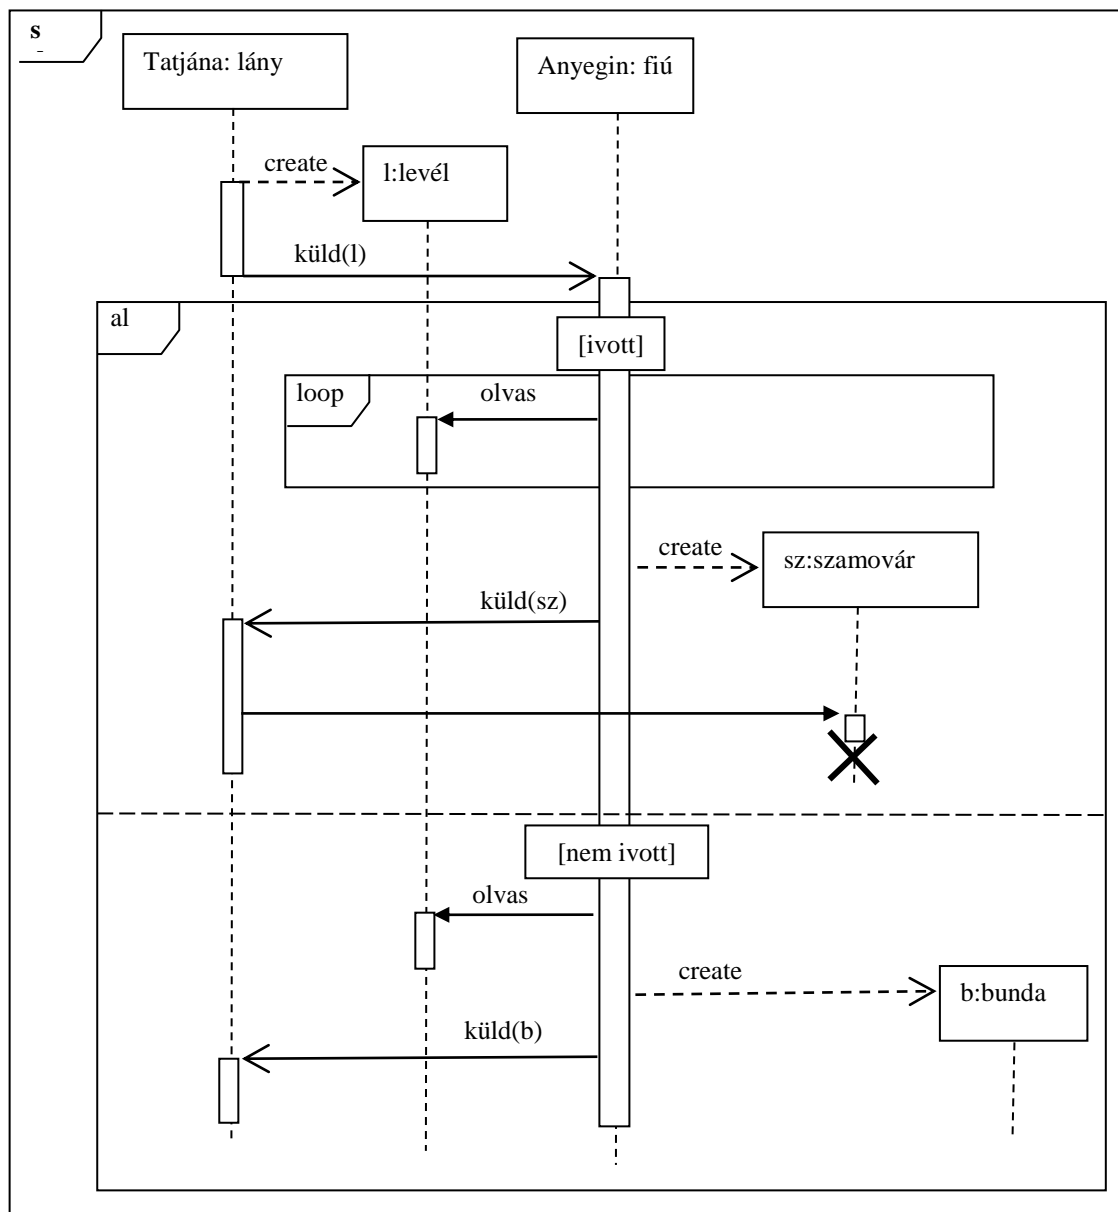 s
Tatjána: lány
Anyegin: fiú
create
l:levél
küld(l)
al
[ivott]
loop
olvas
create
sz:szamovár
küld(sz)
[nem ivott]
olvas
create
b:bunda
küld(b)